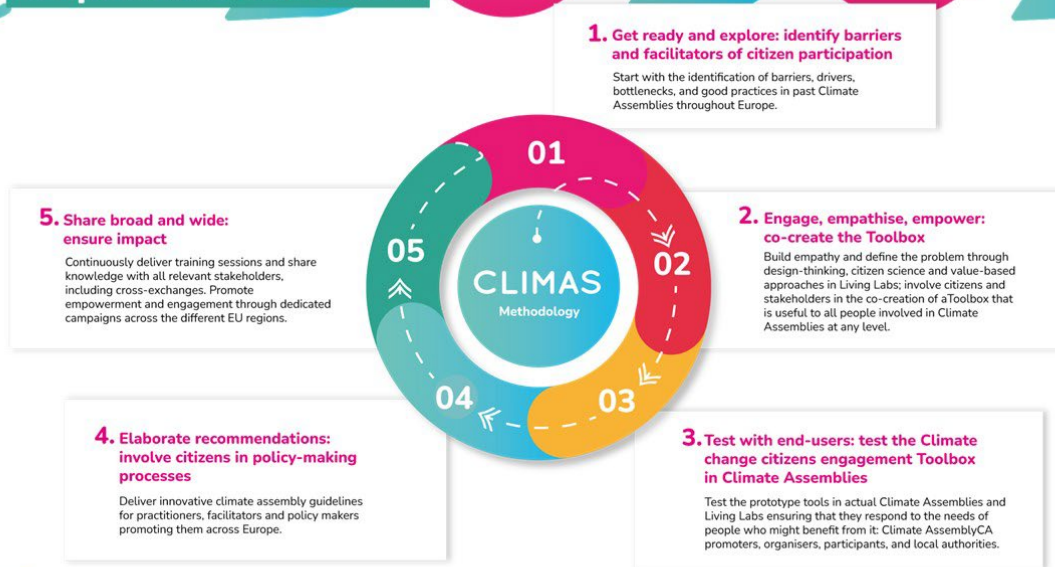 1. Get ready and explore: identify barriers
and facilitators of citizen participation
Start with the identification of barriers, drivers,
bottlenecks, and good practices in past Climate
Assemblies throughout Europe.
2. Engage, empathise, empower:
co-create the Toolbox
Build empathy and define the problem through
design-thinking, citizen science and value-based
approaches in Living Labs; involve citizens and
stakeholders in the co-creation of aToolbox that
is useful to all people involved in Climate
Assemblies at any level.
3. Test with end-users: test the Climate
change citizens engagement Toolbox
in Climate Assemblies
Test the prototype tools in actual Climate Assemblies and
Living Labs ensuring that they respond to the needs of
people who might benefit from it: Climate AssemblyCA
promoters, organisers, participants, and local authorities.
4. Elaborate recommendations:
involve citizens in policy-making
processes
Deliver innovative climate assembly guidelines
for practitioners, facilitators and policy makers
promoting them across Europe.
5. Share broad and wide:
ensure impact
Continuously deliver training sessions and share
knowledge with all relevant stakeholders,
including cross-exchanges. Promote
empowerment and engagement through dedicated
campaigns across the different EU regions.
01
02
03
04
05
CLIMAS
Methodology